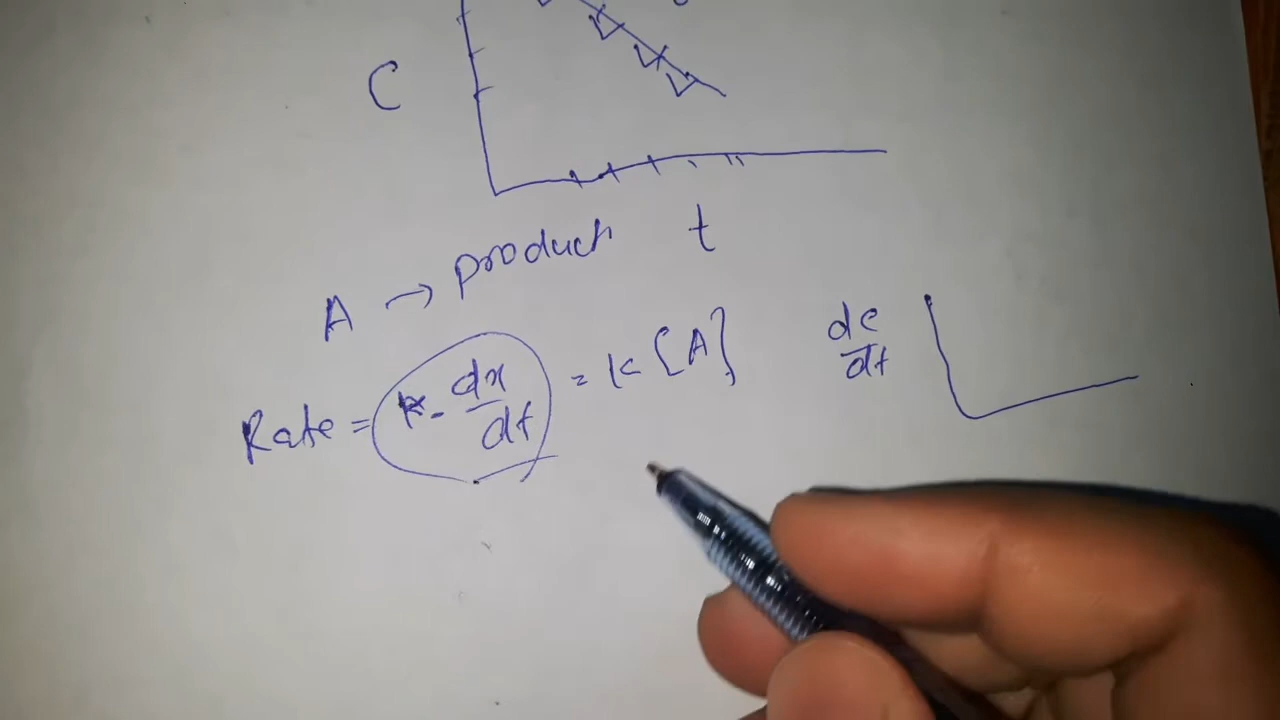 C
t
A → product
Rate = k - dx/dt = k [A]
dc/dt